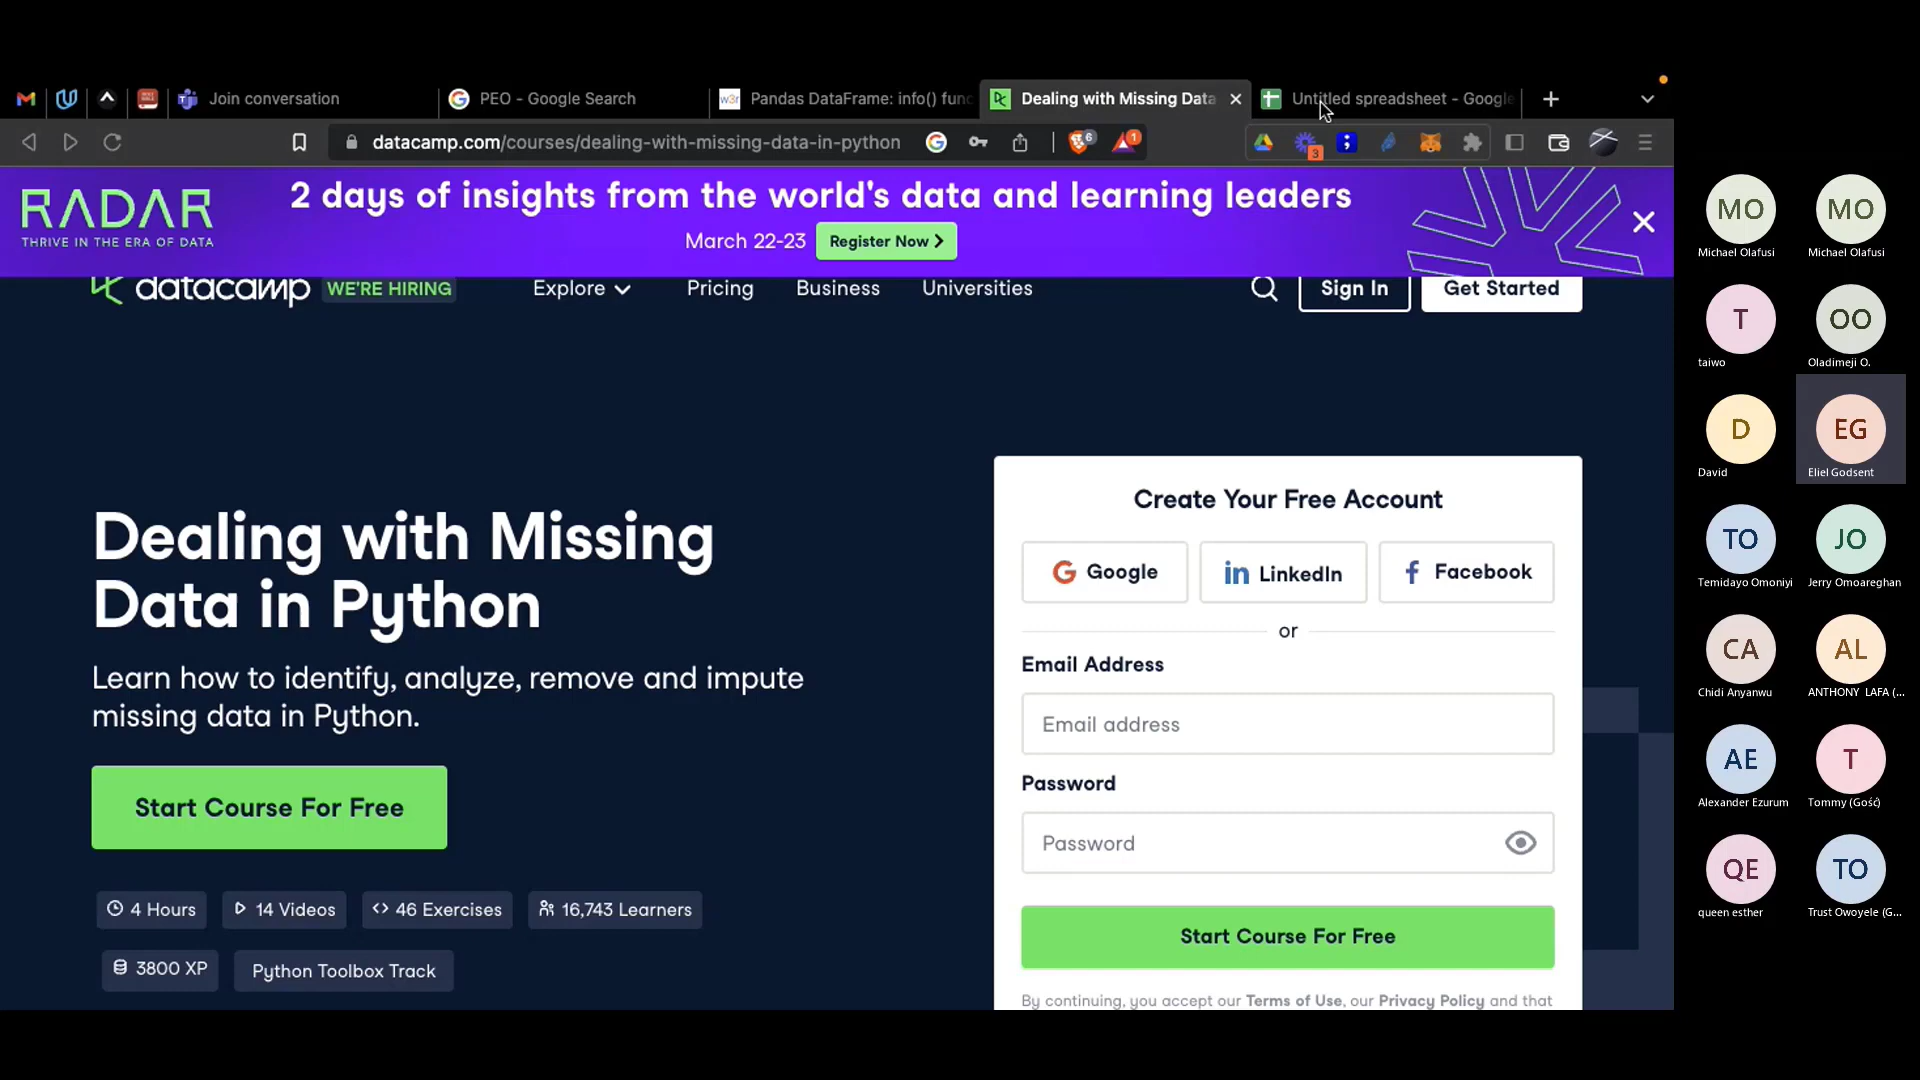 Join conversation
PEO - Google Search
w3r
Pandas DataFrame: info() func
Dealing with Missing Data
Untitled spreadsheet - Google
datacamp.com/courses/dealing-with-missing-data-in-python
6
1
3
RADAR
THRIVE IN THE ERA OF DATA
2 days of insights from the world's data and learning leaders
March 22-23
Register Now
datacamp
WE'RE HIRING
Explore
Pricing
Business
Universities
Sign In
Get Started
Dealing with Missing
Data in Python
Learn how to identify, analyze, remove and impute
missing data in Python.
Start Course For Free
4 Hours
14 Videos
46 Exercises
16,743 Learners
3800 XP
Python Toolbox Track
Create Your Free Account
Google
LinkedIn
Facebook
or
Email Address
Email address
Password
Password
Start Course For Free
By continuing, you accept our Terms of Use, our Privacy Policy and that
MO
Michael Olafusi
MO
Michael Olafusi
T
taiwo
OO
Oladimeji O.
D
David
EG
Eliel Godsent
TO
Temidayo Omoniyi
JO
Jerry Omoareghan
CA
Chidi Anyanwu
AL
ANTHONY LAFA (...
AE
Alexander Ezurum
T
Tommy (Gość)
QE
queen esther
TO
Trust Owoyele (G...